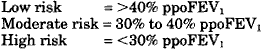 Low risk = >40% ppoFEV₁
Moderate risk = 30% to 40% ppoFEV₁
High risk = <30% ppoFEV₁